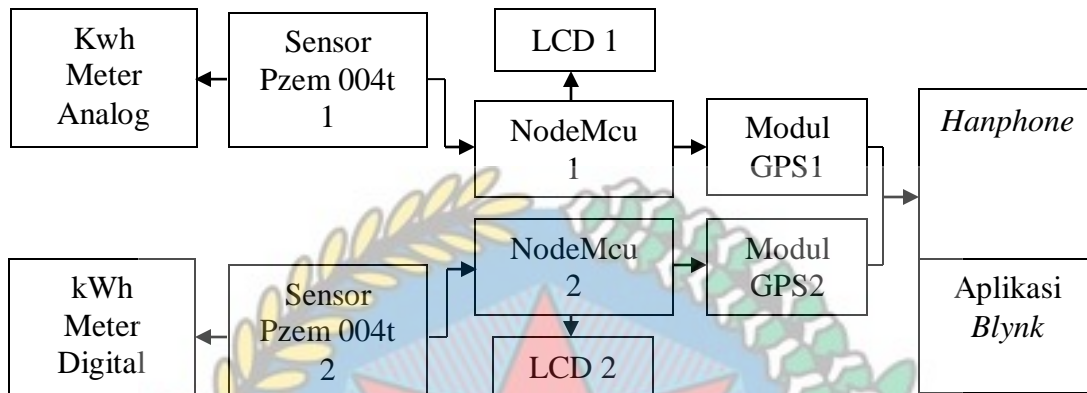 Kwh
Meter
Analog
Sensor
Pzem 004t
1
LCD 1
NodeMcu
1
Modul
GPS1
Hanphone
kWh
Meter
Digital
Sensor
Pzem 004t
2
NodeMcu
2
LCD 2
Modul
GPS2
Aplikasi
Blynk